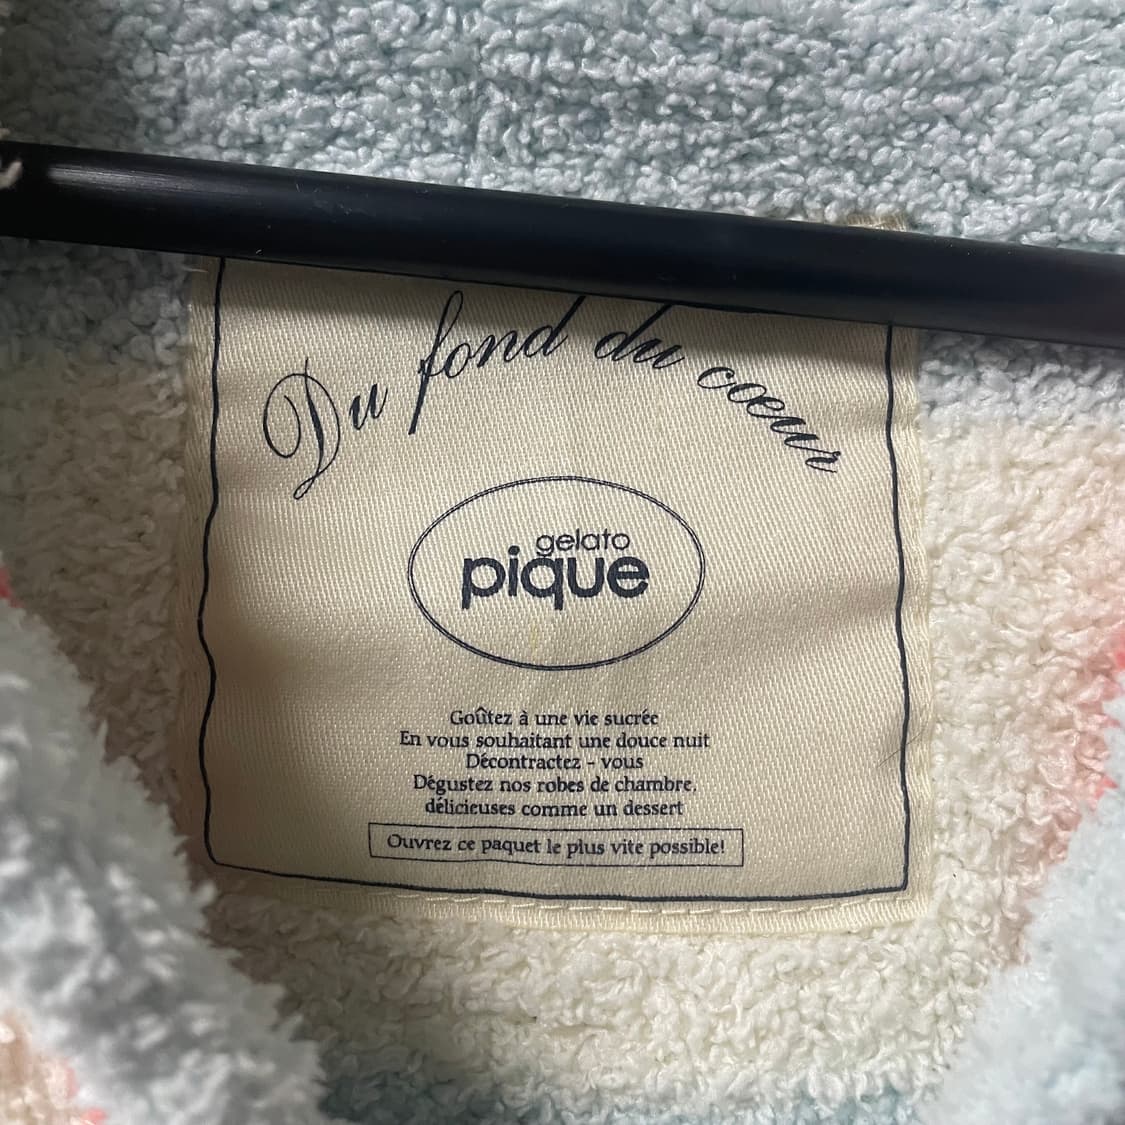 Du fond du cœur
gelato
pique
Goûtez à une vie sucrée
En vous souhaitant une douce nuit
Décontractez - vous
Dégustez nos robes de chambre,
délicieuses comme un dessert
Ouvrez ce paquet le plus vite possible!